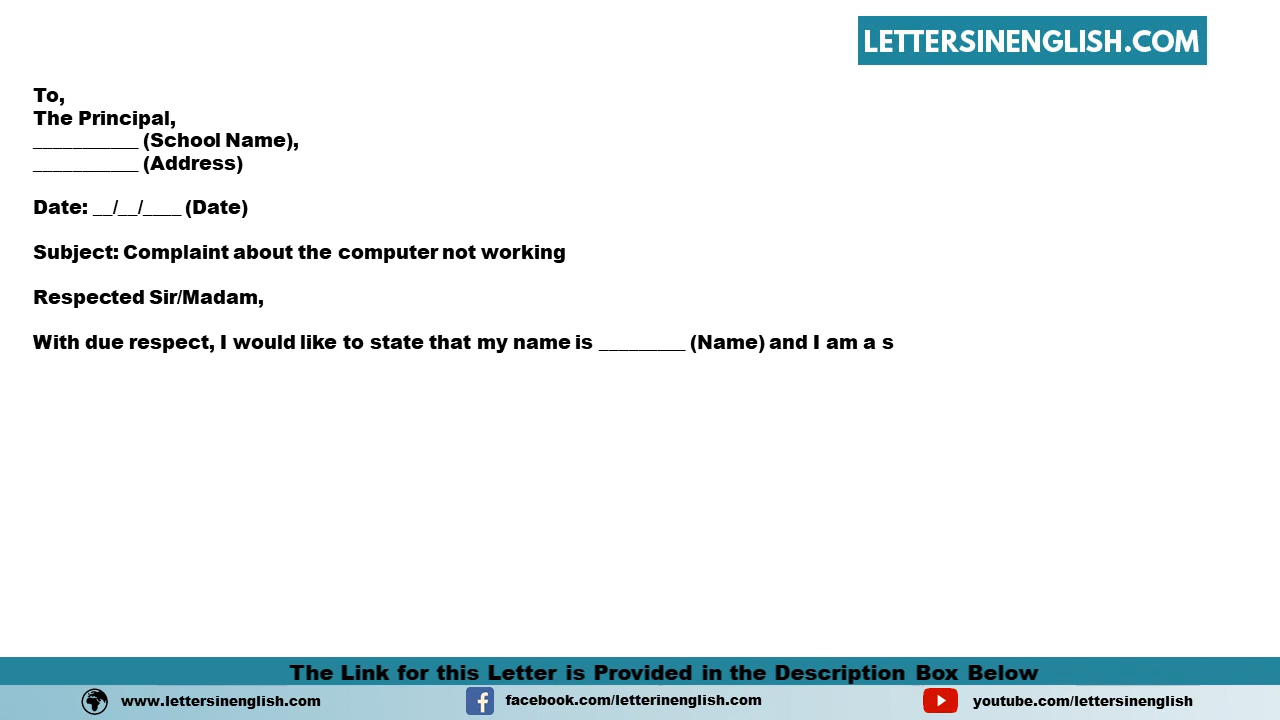 LETTERSINENGLISH.COM
To,
The Principal,
__________ (School Name),
__________ (Address)
Date: __/__/____ (Date)
Subject: Complaint about the computer not working
Respected Sir/Madam,
With due respect, I would like to state that my name is _________ (Name) and I am a s
The Link for this Letter is Provided in the Description Box Below
www.lettersinenglish.com
facebook.com/letterinenglish.com
youtube.com/lettersinenglish